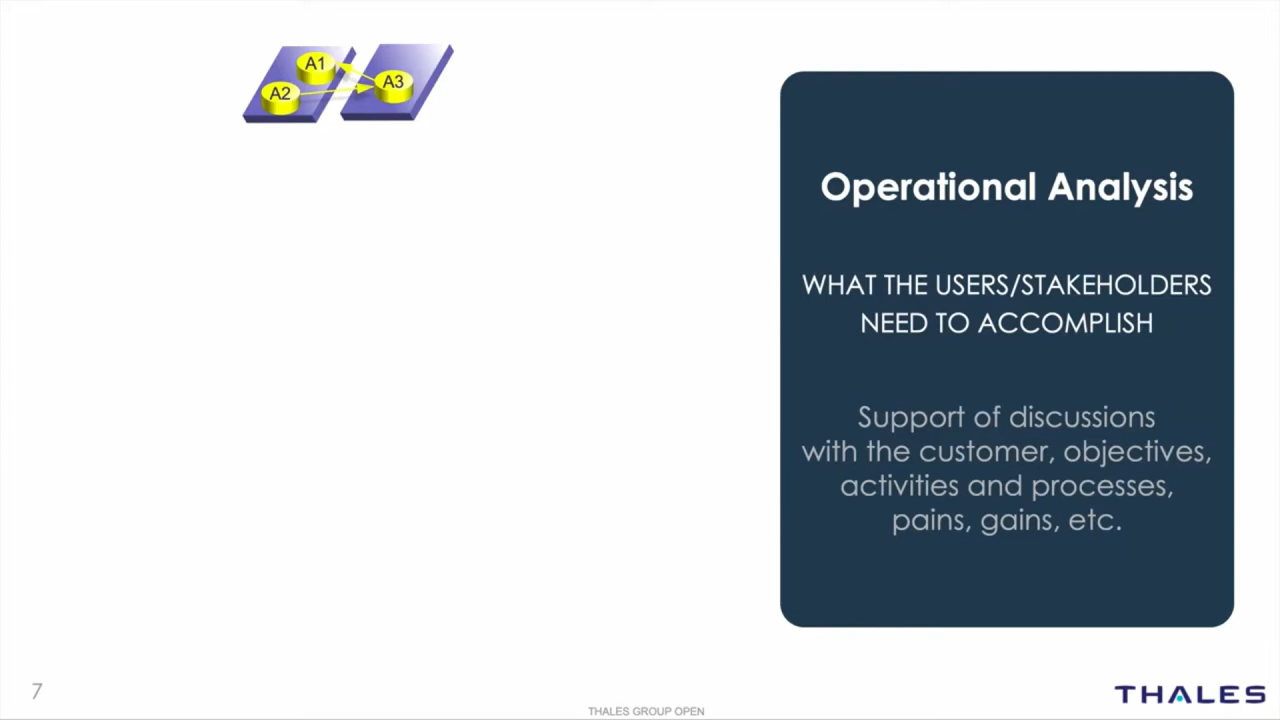 A1
A2
A3
Operational Analysis
WHAT THE USERS/STAKEHOLDERS
NEED TO ACCOMPLISH
Support of discussions
with the customer, objectives,
activities and processes,
pains, gains, etc.
7
THALES GROUP OPEN
THALES